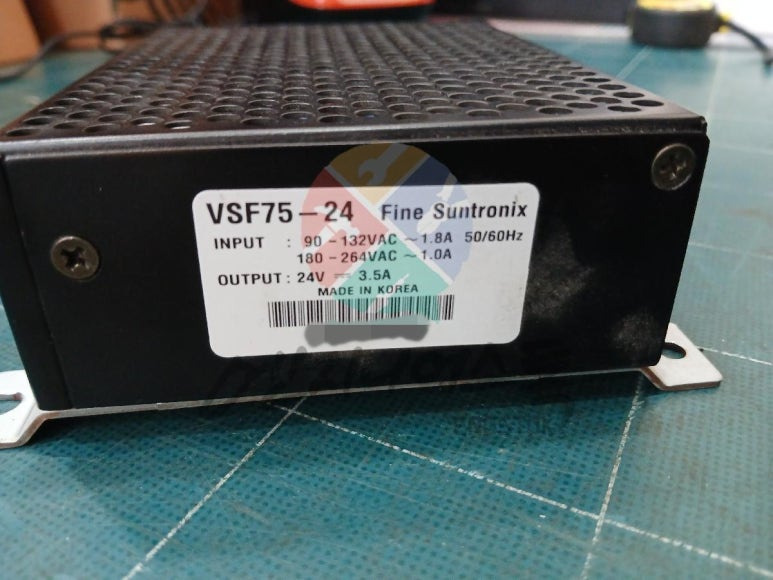 VSF75-24 Fine Suntronix
INPUT : 90-132VAC ~ 1.8A 50/60Hz
180-264VAC ~ 1.0A
OUTPUT : 24V ⎓ 3.5A
MADE IN KOREA